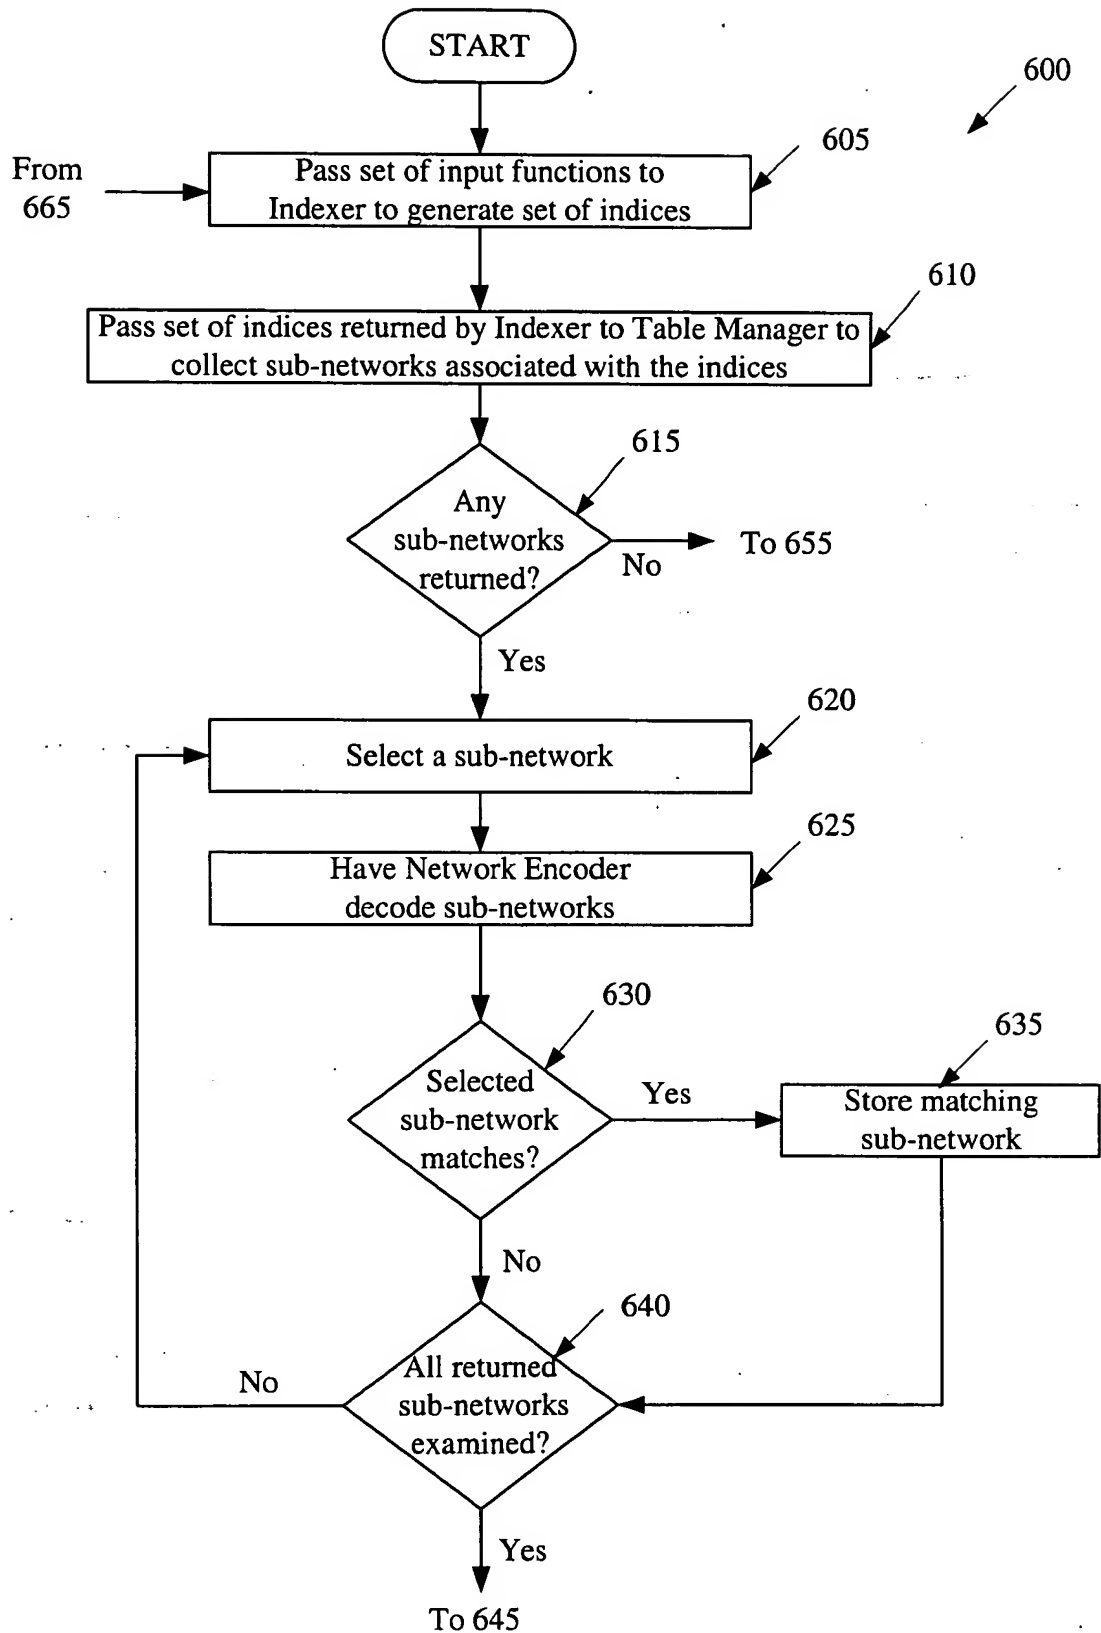 START
600
605
From
665
Pass set of input functions to
Indexer to generate set of indices
610
Pass set of indices returned by Indexer to Table Manager to
collect sub-networks associated with the indices
615
Any
sub-networks
returned?
No
To 655
Yes
620
Select a sub-network
625
Have Network Encoder
decode sub-networks
630
635
Selected
sub-network
matches?
Yes
Store matching
sub-network
No
640
All returned
sub-networks
examined?
No
Yes
To 645